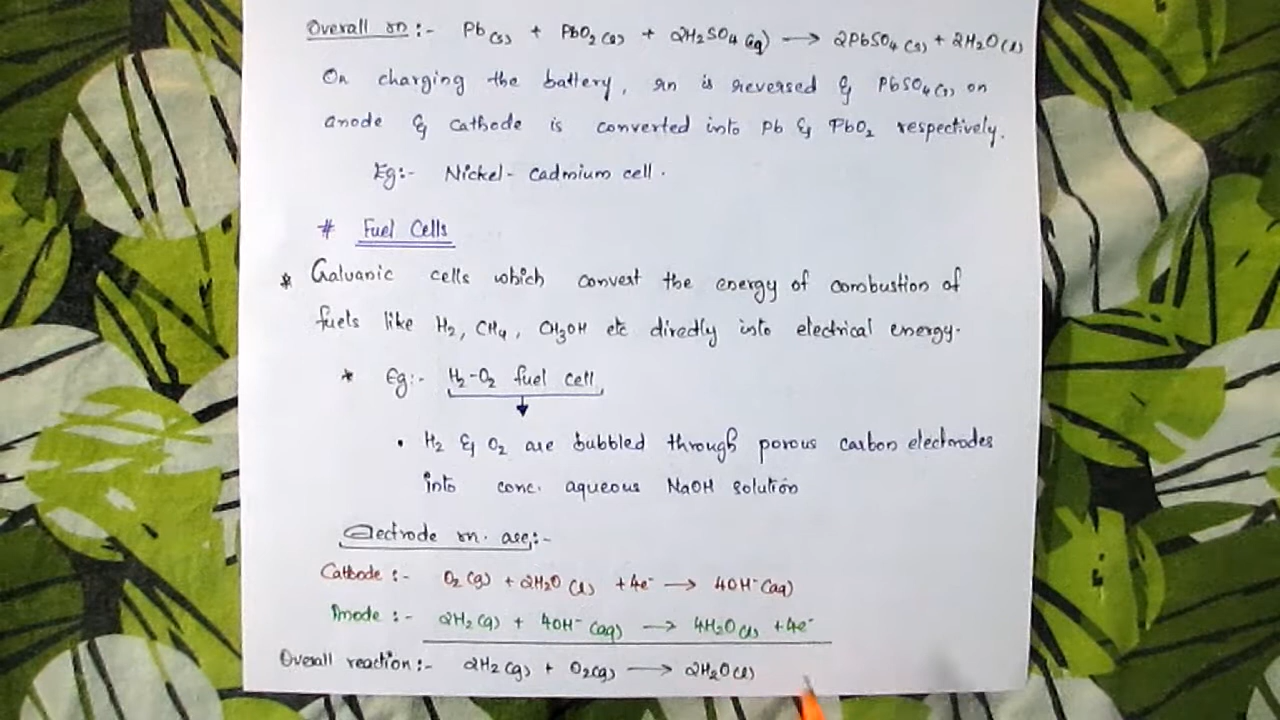 Overall rn :- Pb(s) + PbO2(s) + 2H2SO4(aq) → 2PbSO4(s) + 2H2O(l)
On charging the battery, rn is reversed & PbSO4(s) on
anode & cathode is converted into Pb & PbO2 respectively.
Eg:- Nickel-cadmium cell.
# Fuel Cells
* Galvanic cells which convert the energy of combustion of
fuels like H2, CH4, CH3OH etc directly into electrical energy.
* Eg:- H2-O2 fuel cell
• H2 & O2 are bubbled through porous carbon electrodes
into conc. aqueous NaOH solution
Electrode rn. are:-
Cathode :- O2(g) + 2H2O(l) + 4e⁻ → 4OH⁻(aq)
Anode :- 2H2(g) + 4OH⁻(aq) → 4H2O(l) + 4e⁻
Overall reaction :- 2H2(g) + O2(g) → 2H2O(l)